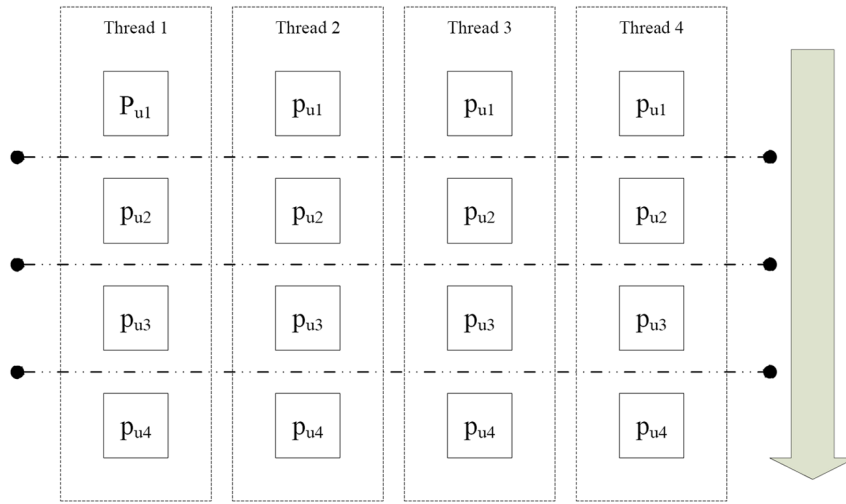 Thread 1 Thread 2 Thread 3 Thread 4
Pu1 pu1 pu1 pu1
pu2 pu2 pu2 pu2
pu3 pu3 pu3 pu3
pu4 pu4 pu4 pu4